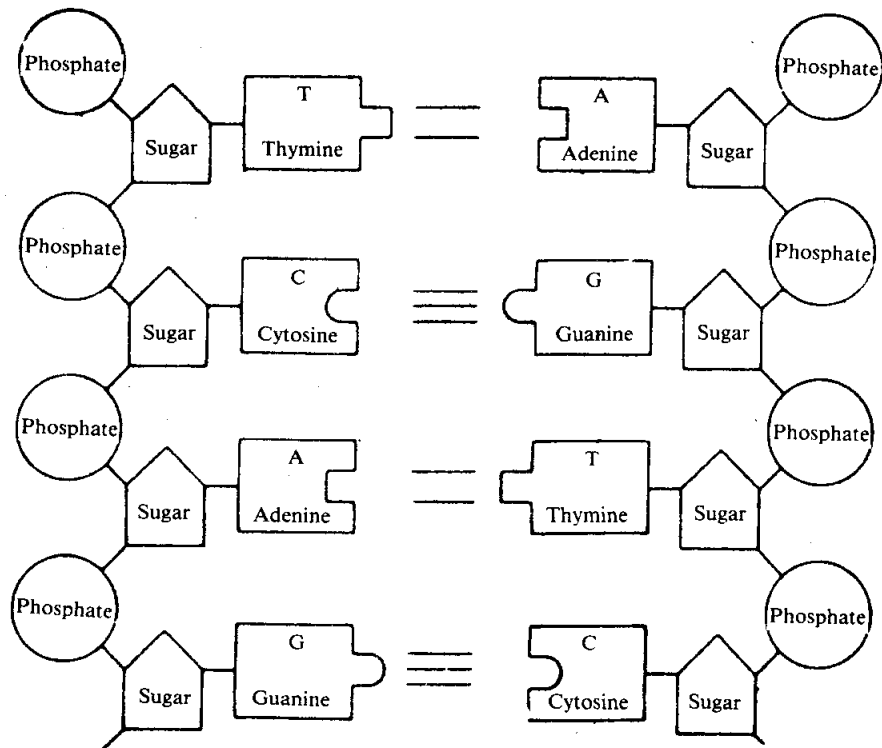 Phosphate
Phosphate
T
A
Sugar
Thymine
Adenine
Sugar
Phosphate
Phosphate
C
G
Sugar
Cytosine
Guanine
Sugar
Phosphate
Phosphate
A
T
Sugar
Adenine
Thymine
Sugar
Phosphate
Phosphate
G
C
Sugar
Guanine
Cytosine
Sugar